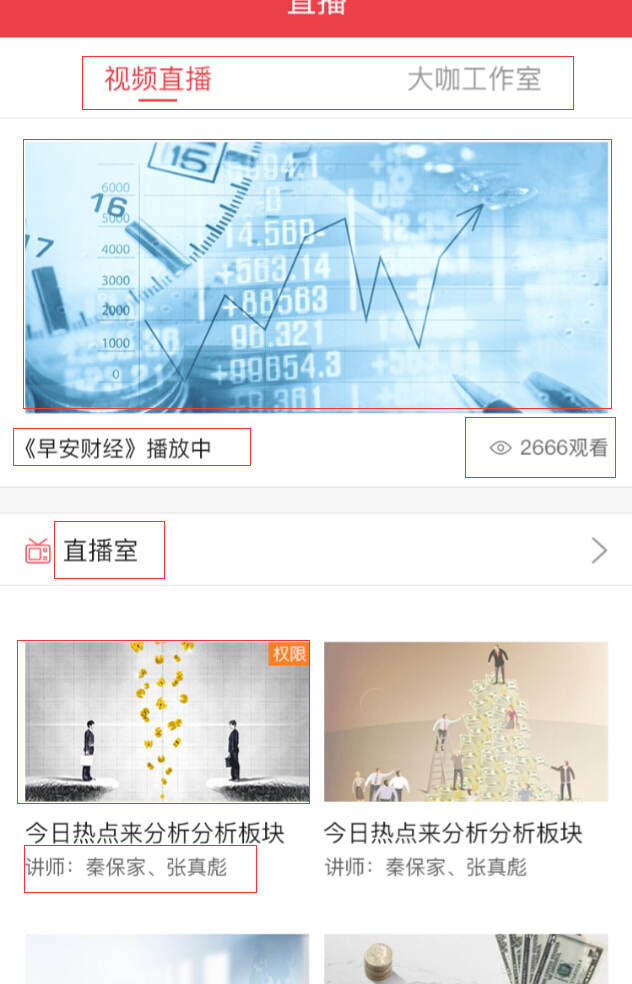 直播
视频直播 大咖工作室
15
16
17
6000
5000
4000
3000
2000
1000
0
14.560
+563.14
+88563
96.321
+99654.3
《早安财经》播放中 2666观看
直播室
权限
今日热点来分析分析板块 今日热点来分析分析板块
讲师：秦保家、张真彪 讲师：秦保家、张真彪